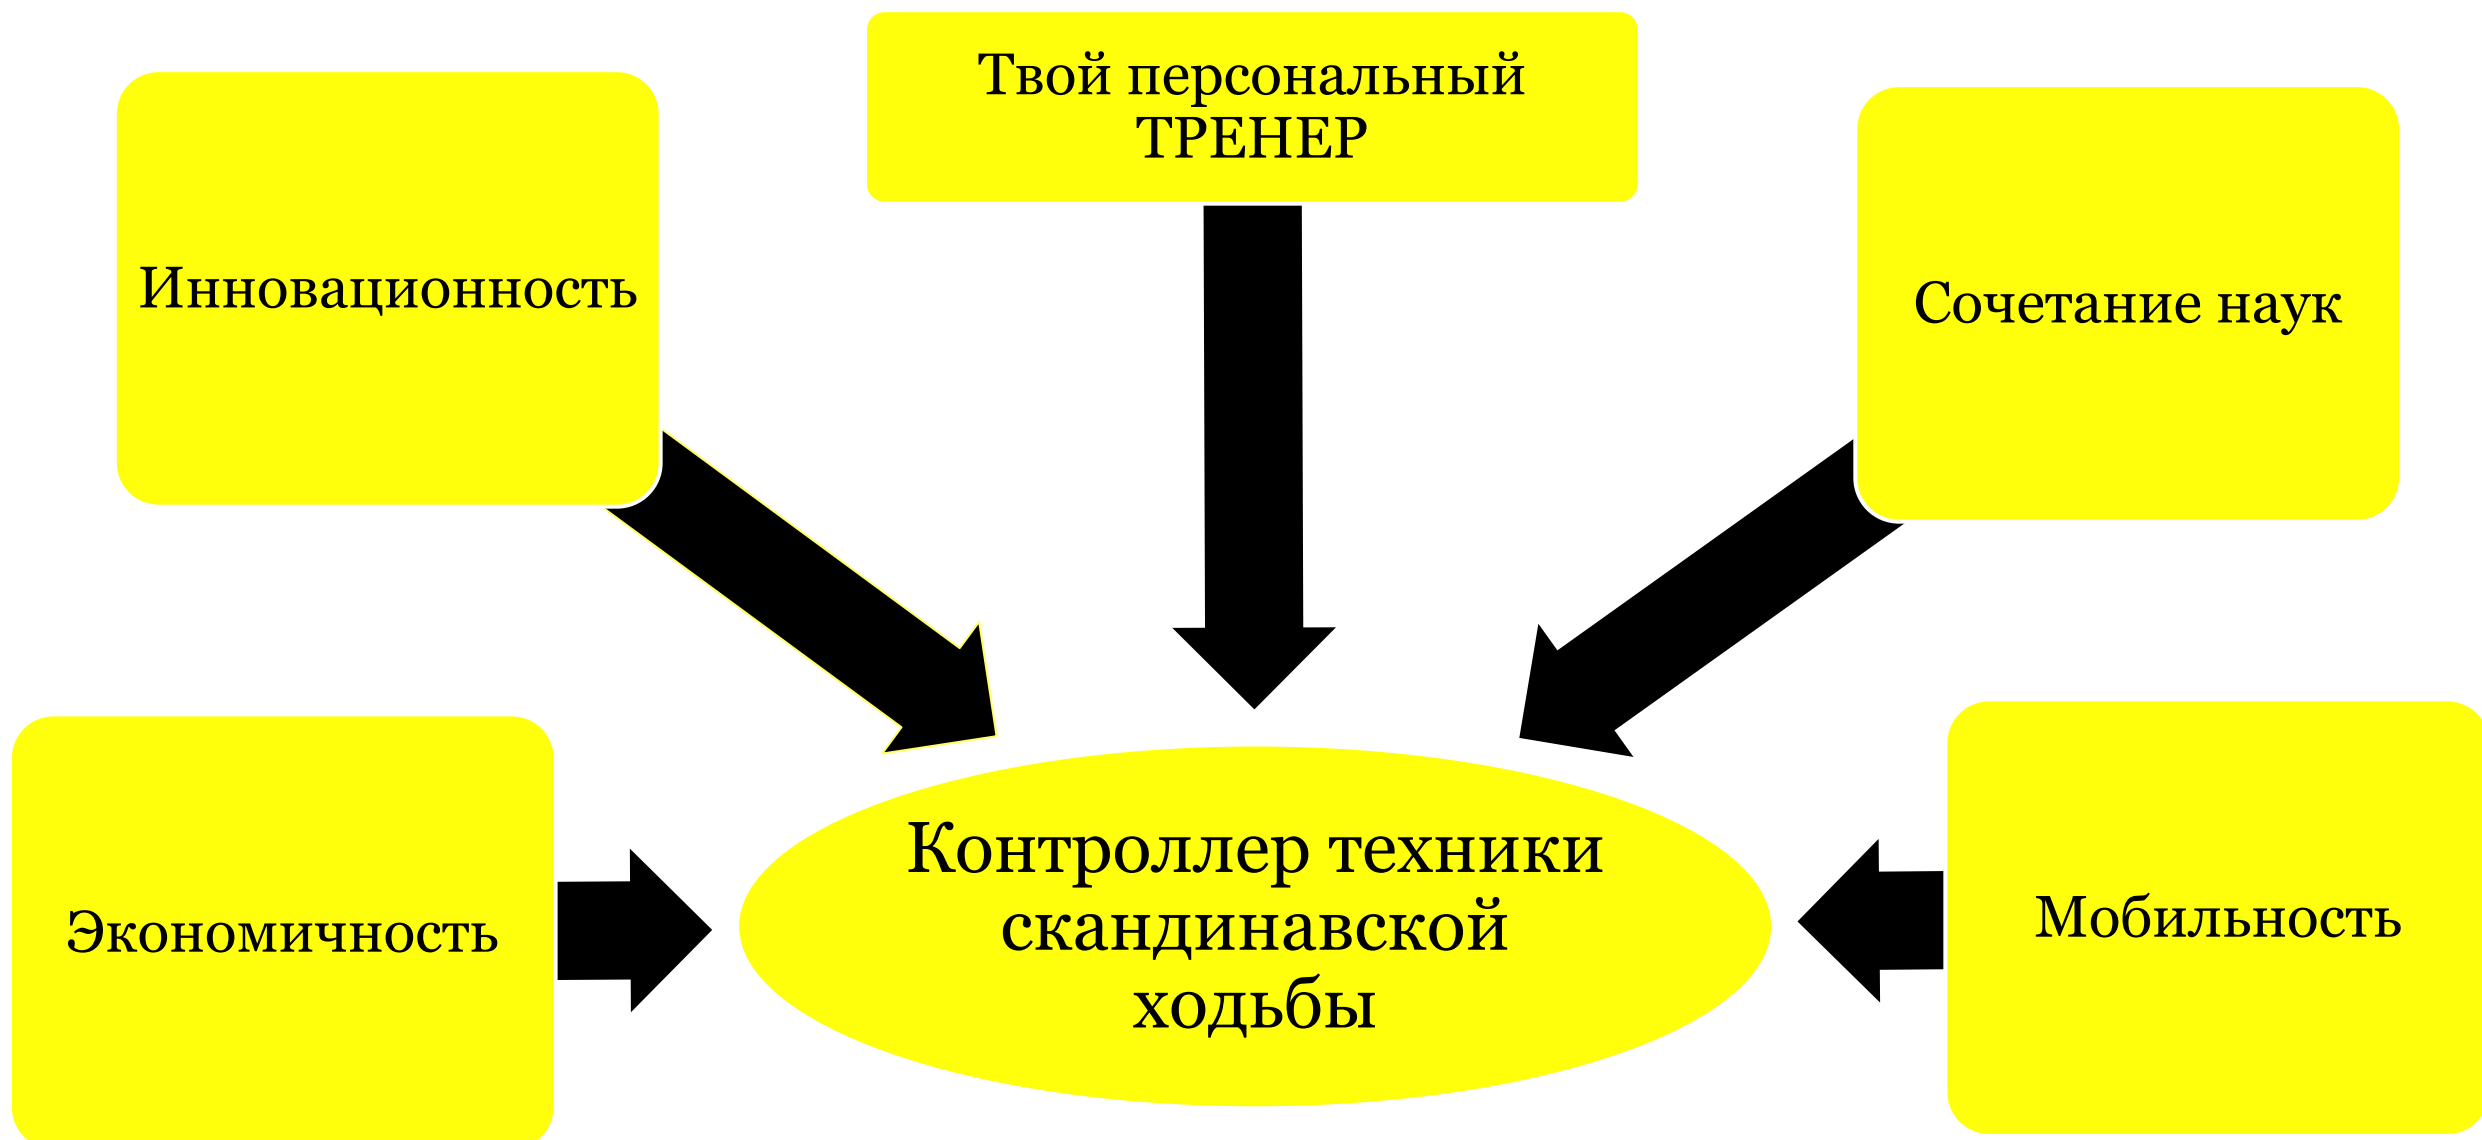 Твой персональный
ТРЕНЕР
Инновационность
Сочетание наук
Экономичность
Контроллер техники
скандинавской
ходьбы
Мобильность